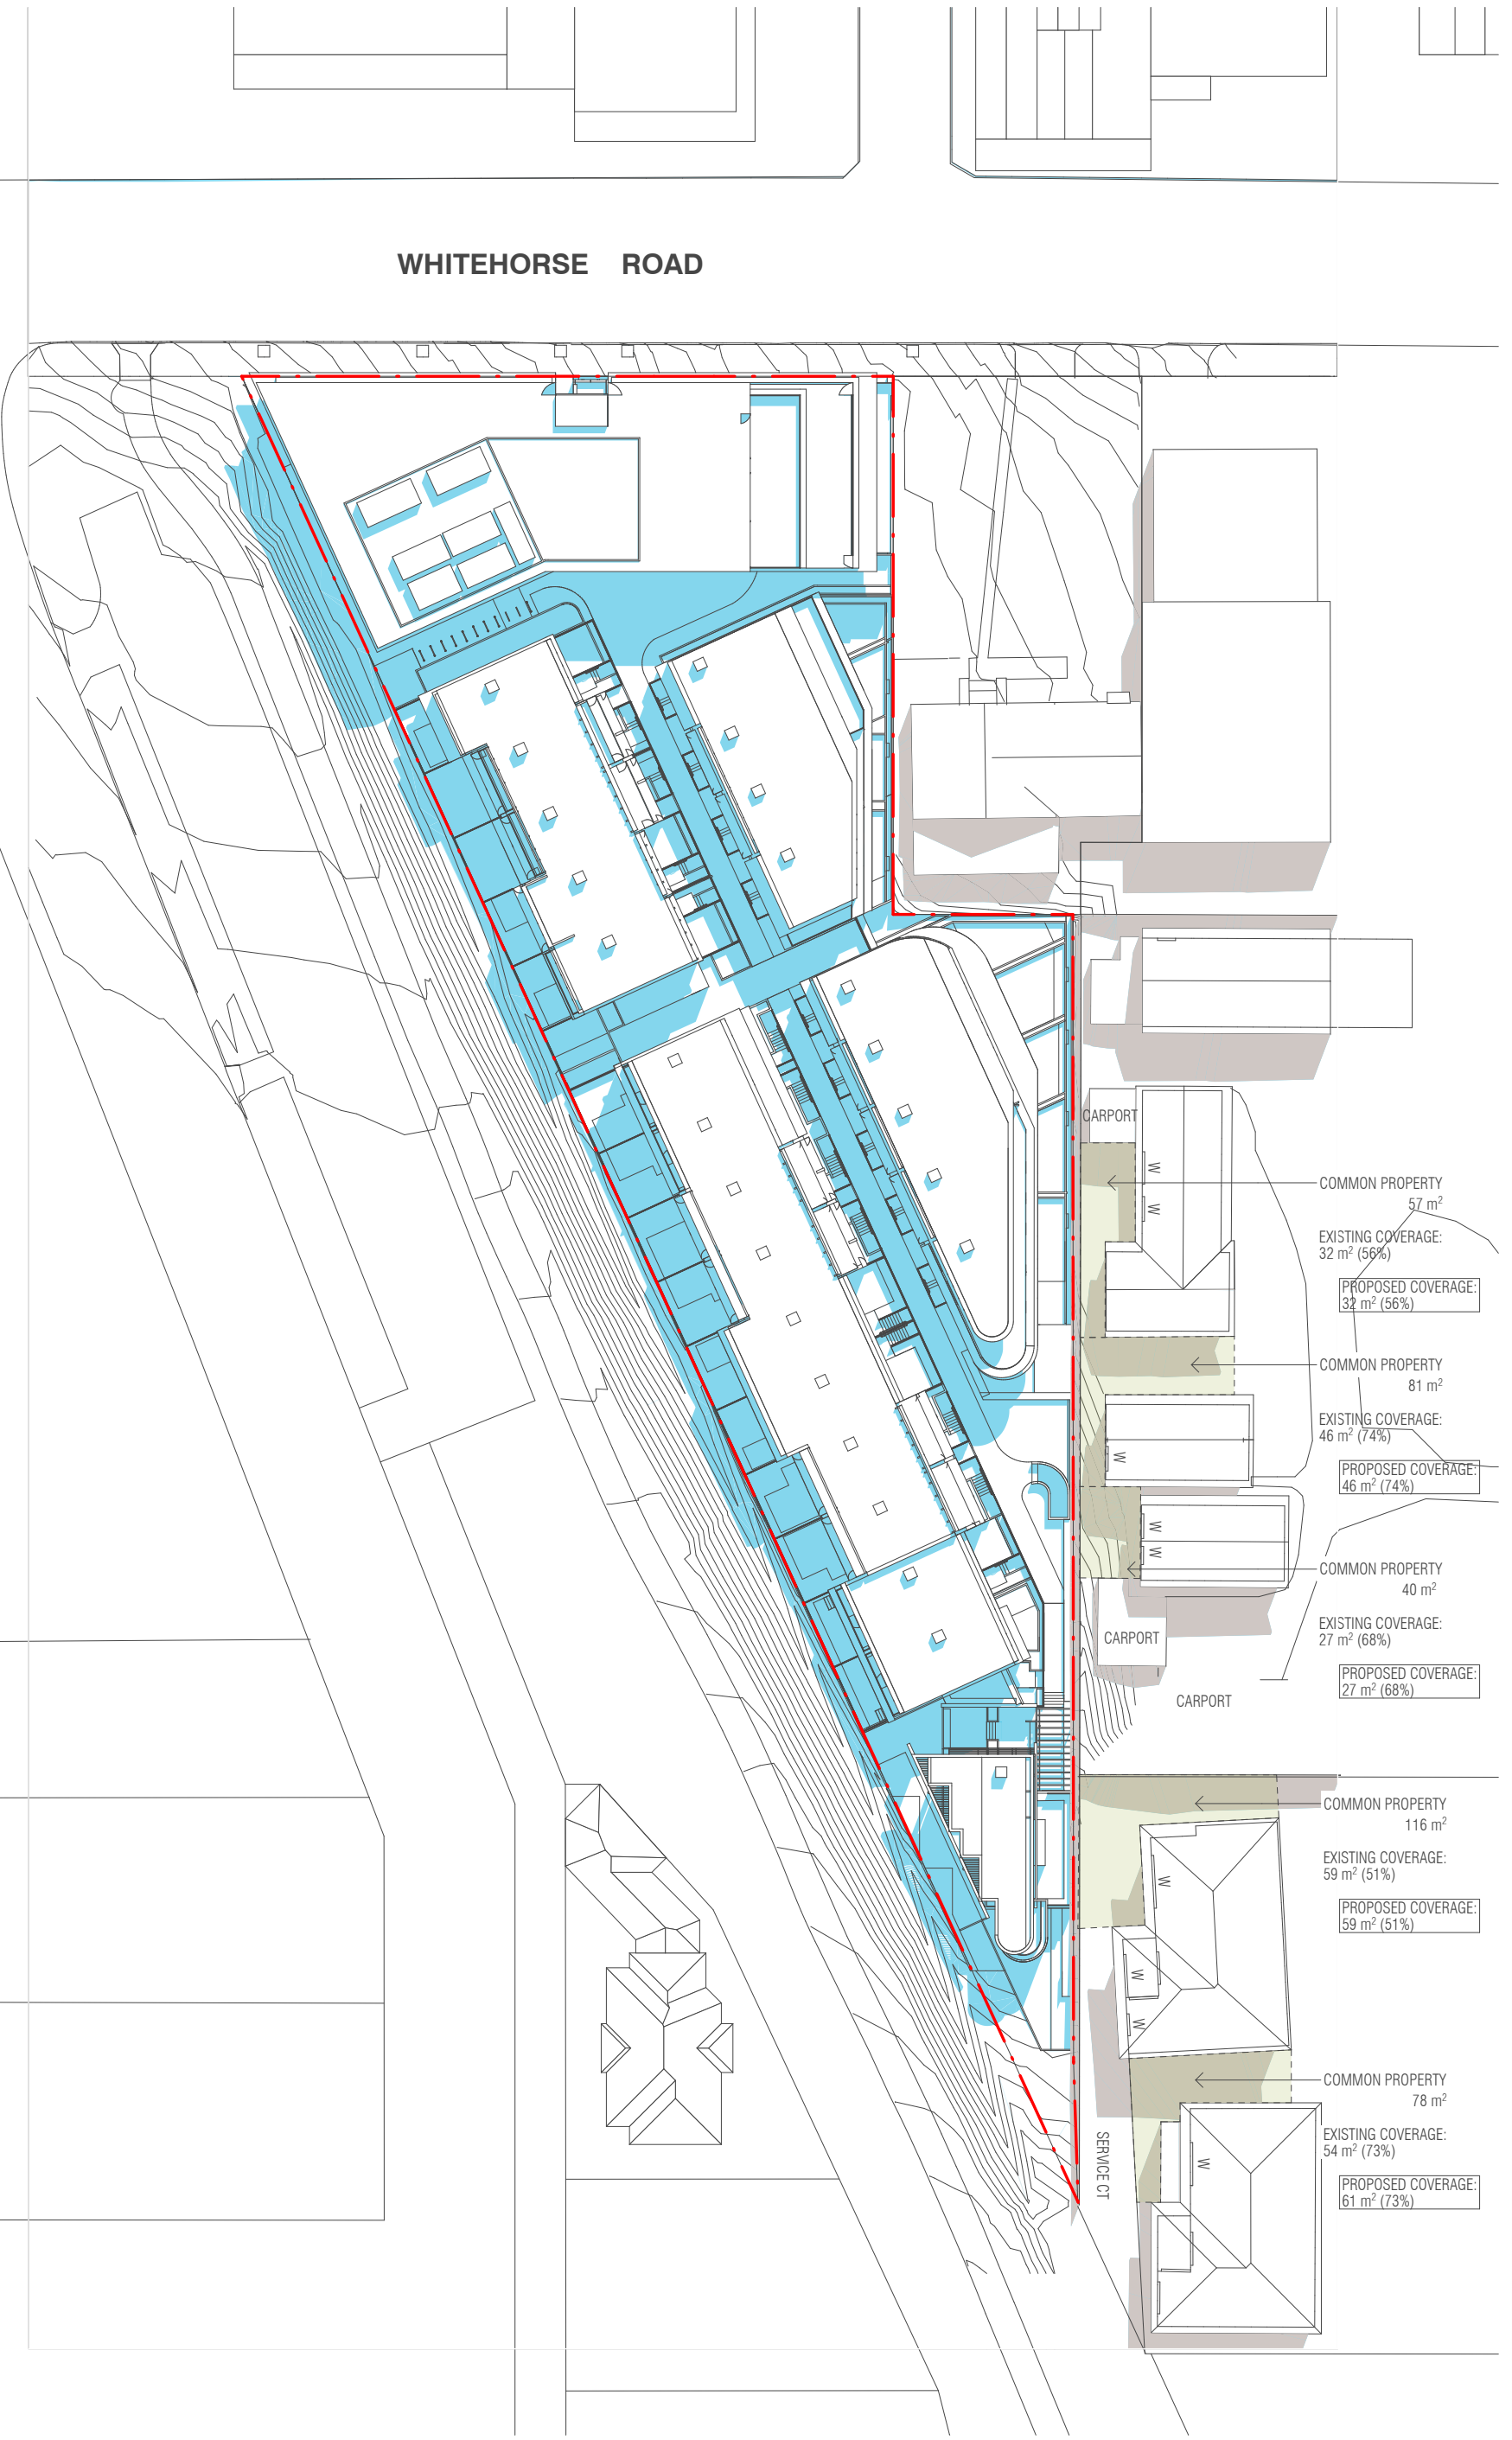 WHITEHORSE ROAD
CARPORT
W
W
COMMON PROPERTY
57 m²
EXISTING COVERAGE:
32 m² (56%)
PROPOSED COVERAGE:
32 m² (56%)
COMMON PROPERTY
81 m²
EXISTING COVERAGE:
46 m² (74%)
W
PROPOSED COVERAGE:
46 m² (74%)
W
W
COMMON PROPERTY
40 m²
EXISTING COVERAGE:
27 m² (68%)
CARPORT
PROPOSED COVERAGE:
27 m² (68%)
CARPORT
COMMON PROPERTY
116 m²
EXISTING COVERAGE:
59 m² (51%)
W
PROPOSED COVERAGE:
59 m² (51%)
W
W
COMMON PROPERTY
78 m²
EXISTING COVERAGE:
54 m² (73%)
W
SERVICE CT
PROPOSED COVERAGE:
61 m² (73%)